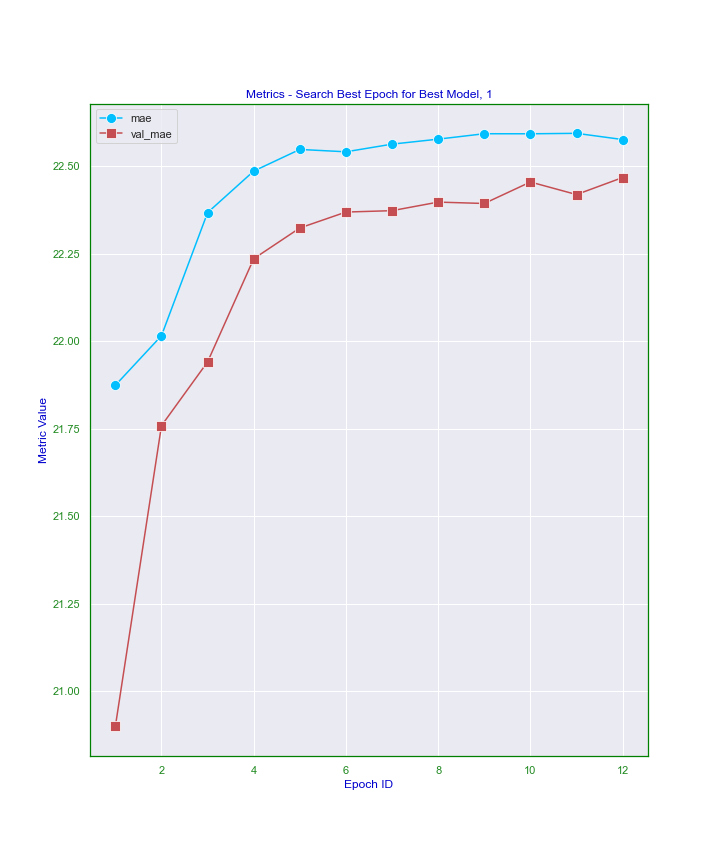 Metrics - Search Best Epoch for Best Model, 1
mae
val_mae
22.50
22.25
22.00
21.75
21.50
21.25
21.00
Metric Value
2 4 6 8 10 12
Epoch ID